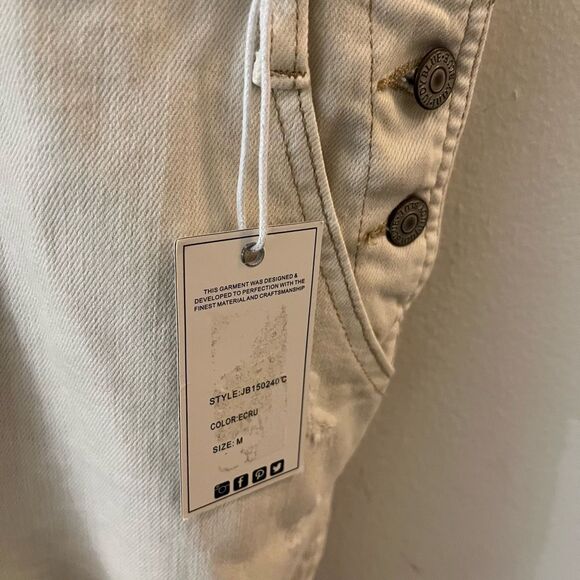 THIS GARMENT WAS DESIGNED &
DEVELOPED TO PERFECTION WITH THE
FINEST MATERIAL AND CRAFTSMANSHIP
STYLE:JB150240℃
COLOR:ECRU
SIZE: M